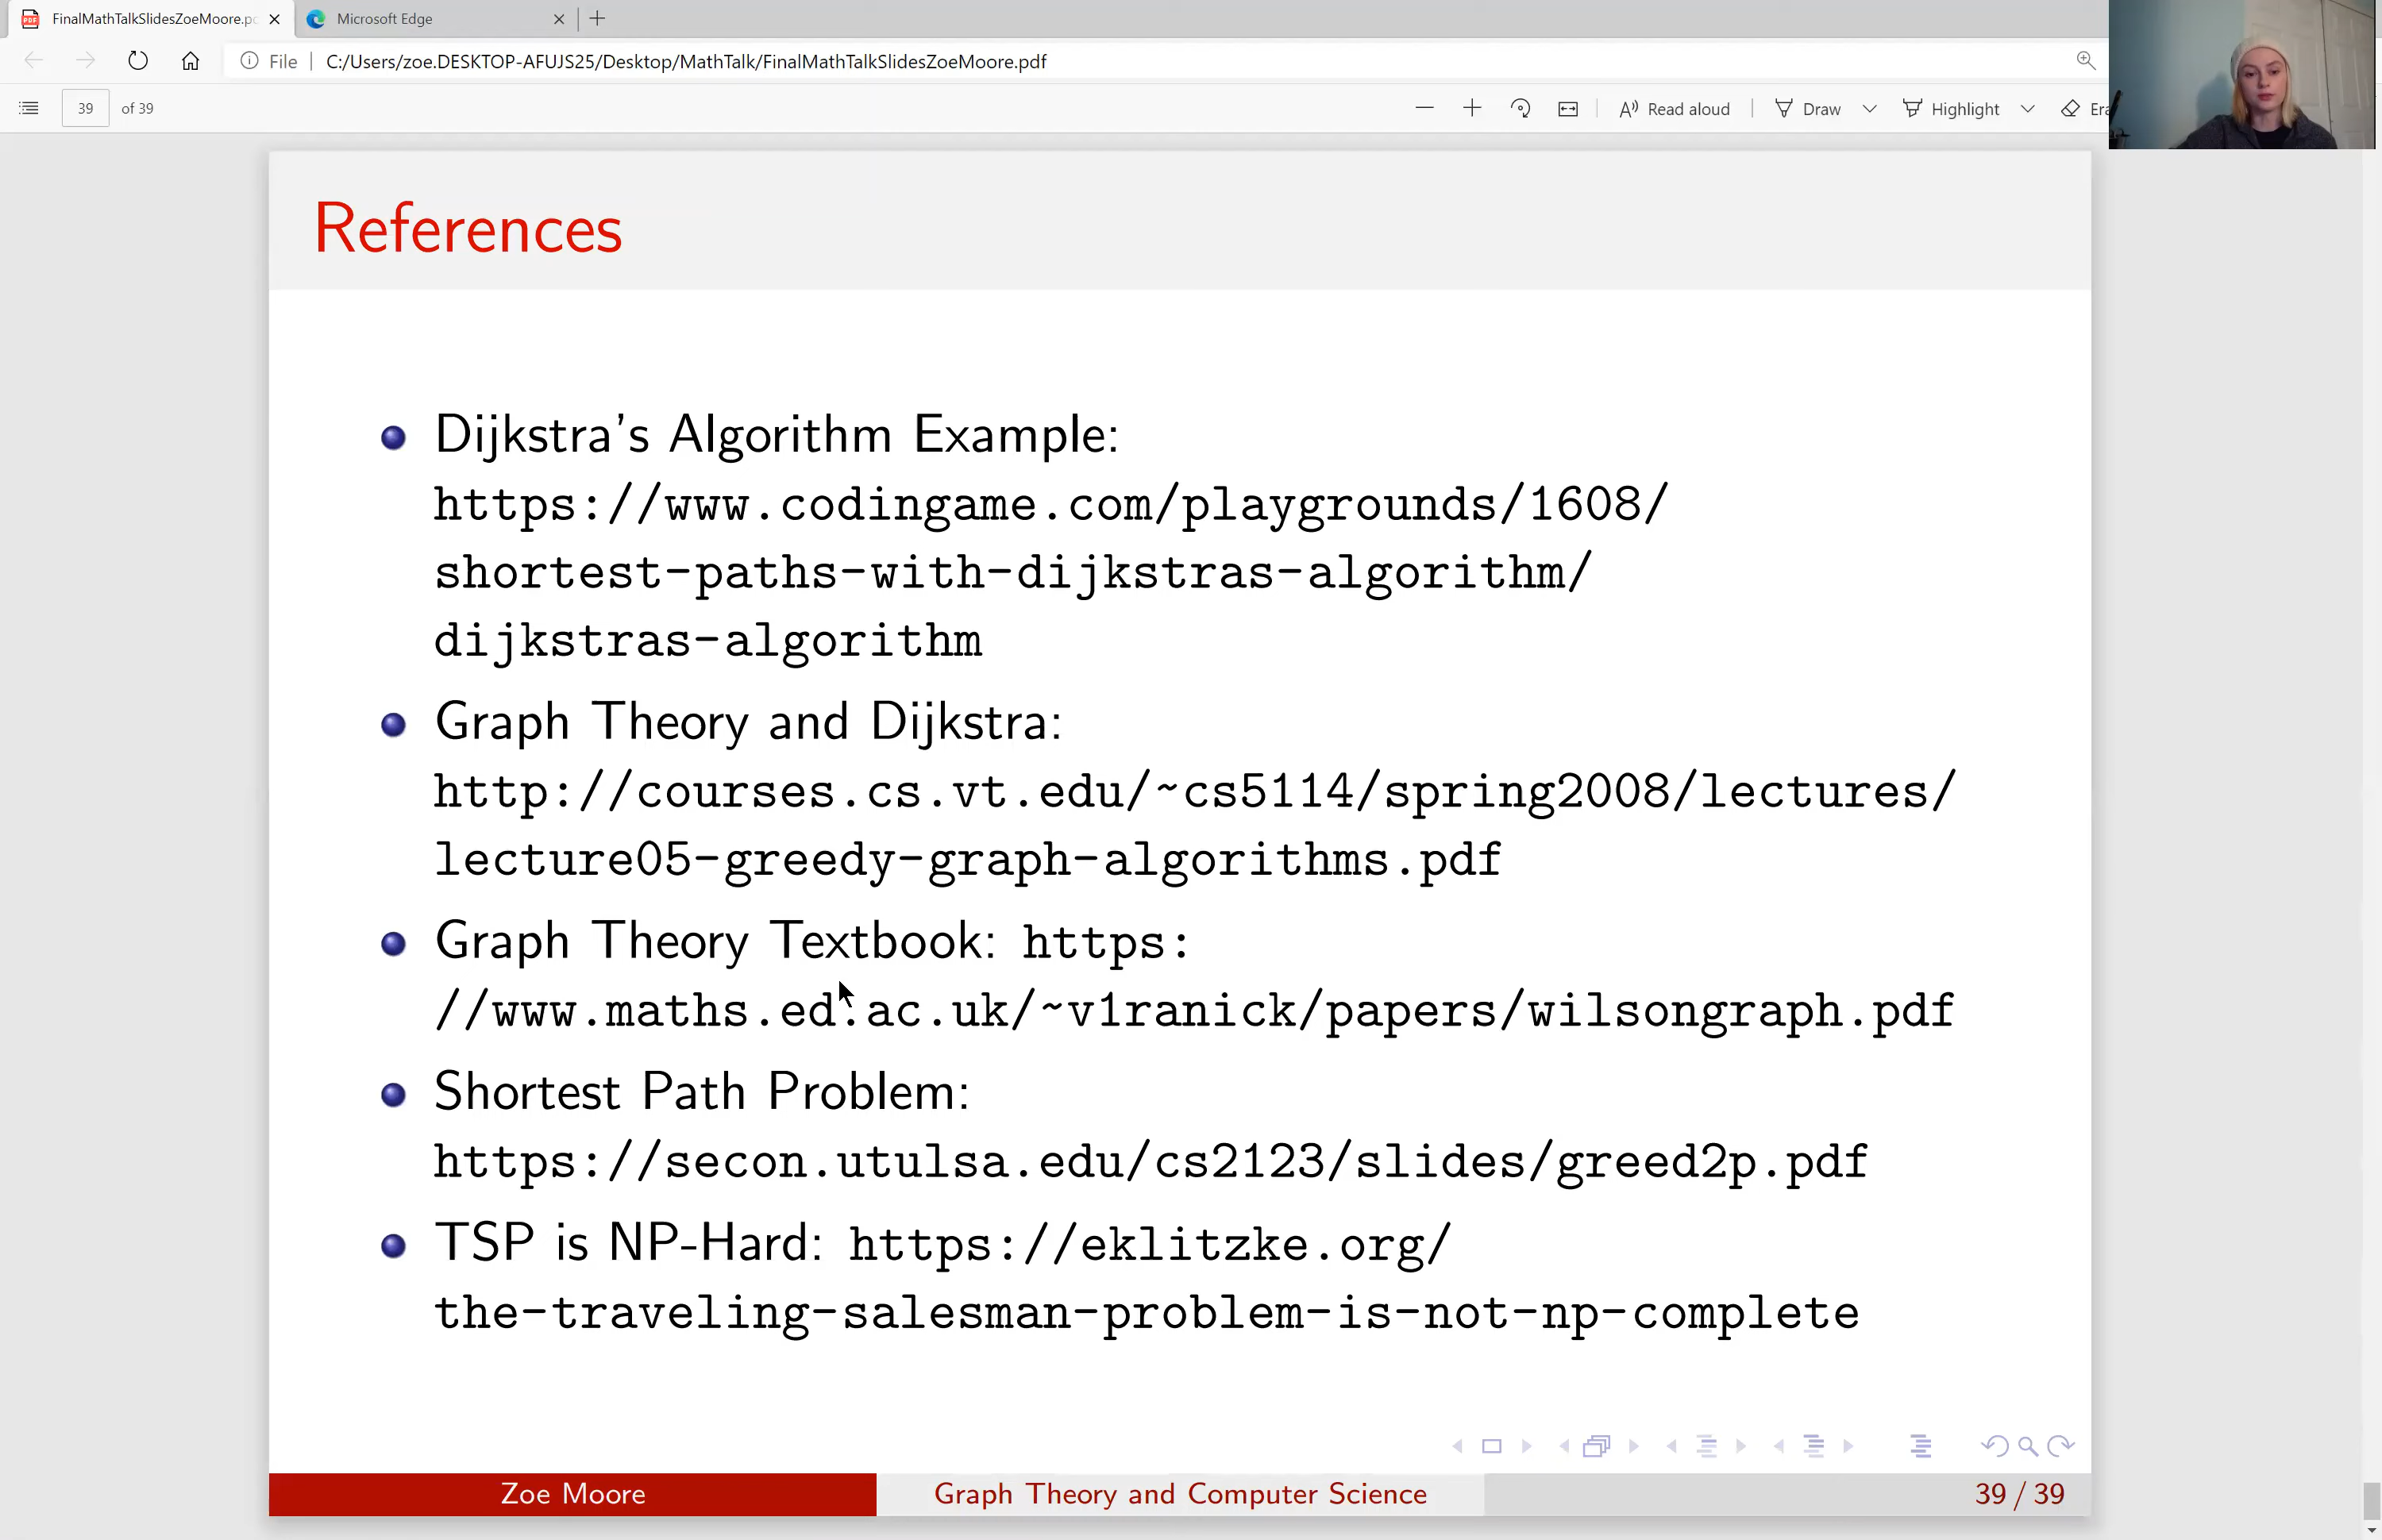 FinalMathTalkSlidesZoeMoore.p
Microsoft Edge
File | C:/Users/zoe.DESKTOP-AFUJS25/Desktop/MathTalk/FinalMathTalkSlidesZoeMoore.pdf
39 of 39
Read aloud
Draw
Highlight
References
Dijkstra's Algorithm Example:
https://www.codingame.com/playgrounds/1608/
shortest-paths-with-dijkstras-algorithm/
dijkstras-algorithm
Graph Theory and Dijkstra:
http://courses.cs.vt.edu/~cs5114/spring2008/lectures/
lecture05-greedy-graph-algorithms.pdf
Graph Theory Textbook: https:
//www.maths.ed.ac.uk/~v1ranick/papers/wilsongraph.pdf
Shortest Path Problem:
https://secon.utulsa.edu/cs2123/slides/greed2p.pdf
TSP is NP-Hard: https://eklitzke.org/
the-traveling-salesman-problem-is-not-np-complete
Zoe Moore
Graph Theory and Computer Science
39 / 39